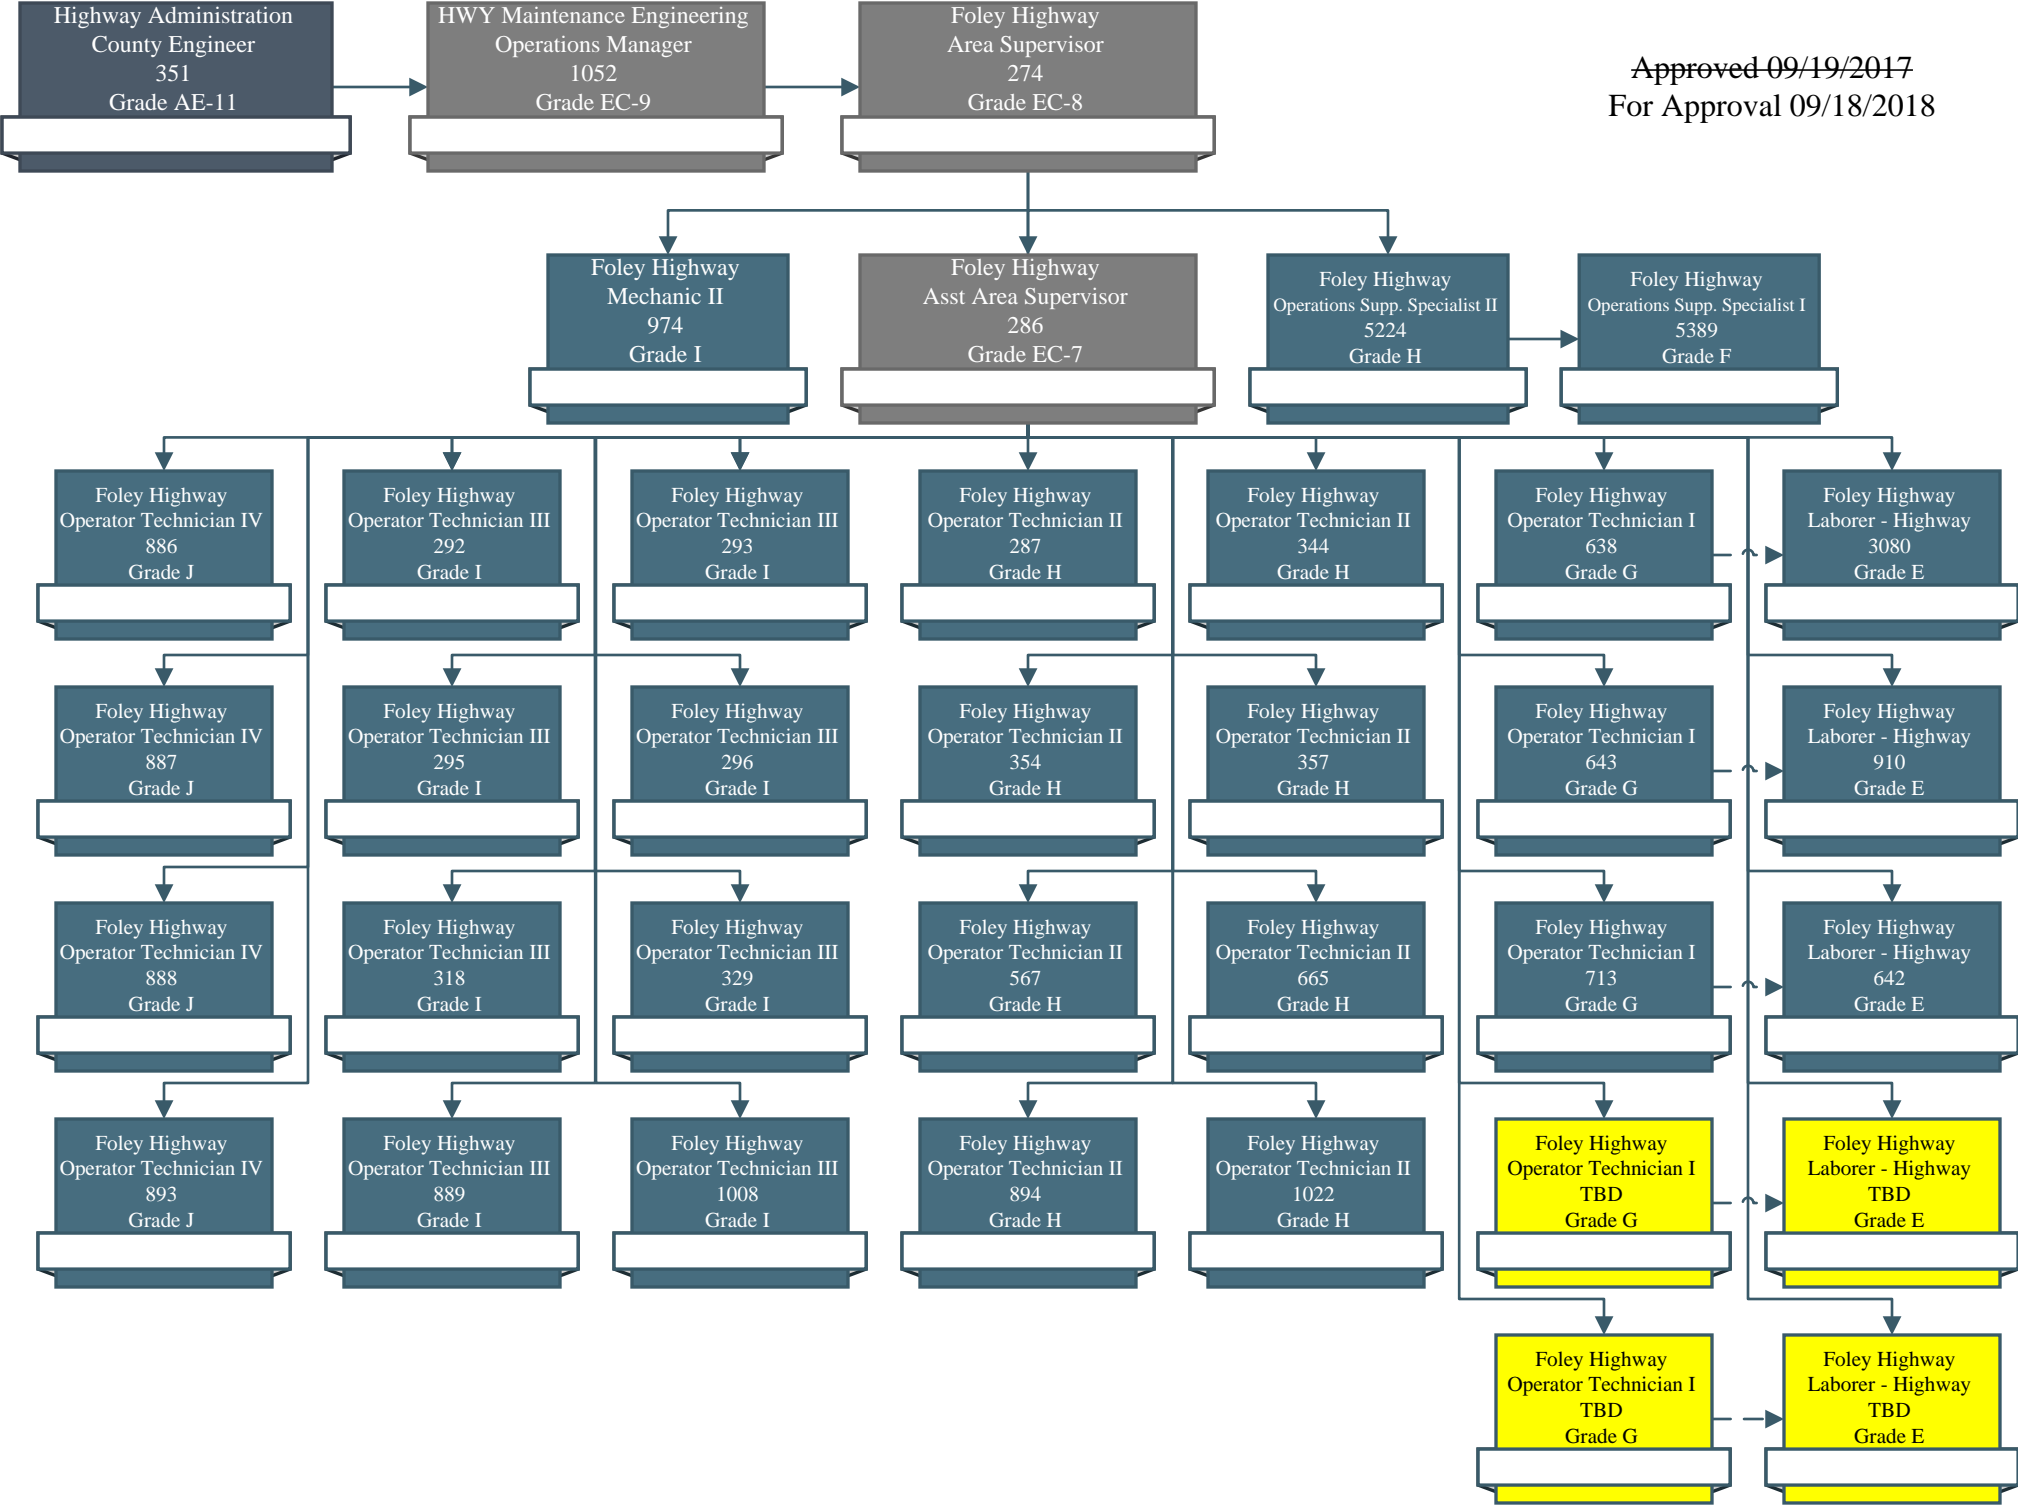 Highway Administration
County Engineer
351
Grade AE-11
HWY Maintenance Engineering
Operations Manager
1052
Grade EC-9
Foley Highway
Area Supervisor
274
Grade EC-8
Approved 09/19/2017
For Approval 09/18/2018
Foley Highway
Mechanic II
974
Grade I
Foley Highway
Asst Area Supervisor
286
Grade EC-7
Foley Highway
Operations Supp. Specialist II
5224
Grade H
Foley Highway
Operations Supp. Specialist I
5389
Grade F
Foley Highway
Operator Technician IV
886
Grade J
Foley Highway
Operator Technician III
292
Grade I
Foley Highway
Operator Technician III
293
Grade I
Foley Highway
Operator Technician II
287
Grade H
Foley Highway
Operator Technician II
344
Grade H
Foley Highway
Operator Technician I
638
Grade G
Foley Highway
Laborer - Highway
3080
Grade E
Foley Highway
Operator Technician IV
887
Grade J
Foley Highway
Operator Technician III
295
Grade I
Foley Highway
Operator Technician III
296
Grade I
Foley Highway
Operator Technician II
354
Grade H
Foley Highway
Operator Technician II
357
Grade H
Foley Highway
Operator Technician I
643
Grade G
Foley Highway
Laborer - Highway
910
Grade E
Foley Highway
Operator Technician IV
888
Grade J
Foley Highway
Operator Technician III
318
Grade I
Foley Highway
Operator Technician III
329
Grade I
Foley Highway
Operator Technician II
567
Grade H
Foley Highway
Operator Technician II
665
Grade H
Foley Highway
Operator Technician I
713
Grade G
Foley Highway
Laborer - Highway
642
Grade E
Foley Highway
Operator Technician IV
893
Grade J
Foley Highway
Operator Technician III
889
Grade I
Foley Highway
Operator Technician III
1008
Grade I
Foley Highway
Operator Technician II
894
Grade H
Foley Highway
Operator Technician II
1022
Grade H
Foley Highway
Operator Technician I
TBD
Grade G
Foley Highway
Laborer - Highway
TBD
Grade E
Foley Highway
Operator Technician I
TBD
Grade G
Foley Highway
Laborer - Highway
TBD
Grade E